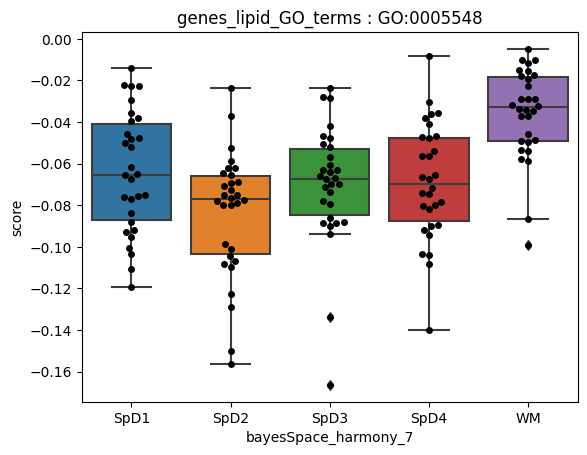 genes_lipid_GO_terms : GO:0005548
0.00
−0.02
−0.04
−0.06
−0.08
−0.10
−0.12
−0.14
−0.16
score
SpD1 SpD2 SpD3 SpD4 WM
bayesSpace_harmony_7